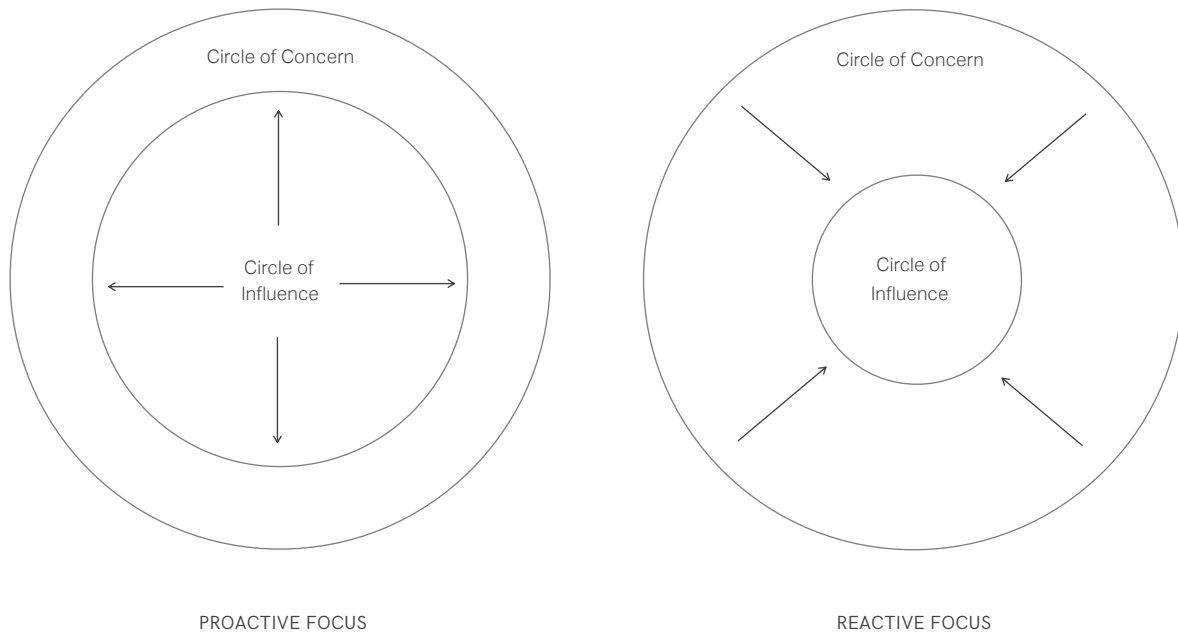 Circle of Concern
Circle of
Influence
PROACTIVE FOCUS
Circle of Concern
Circle of
Influence
REACTIVE FOCUS